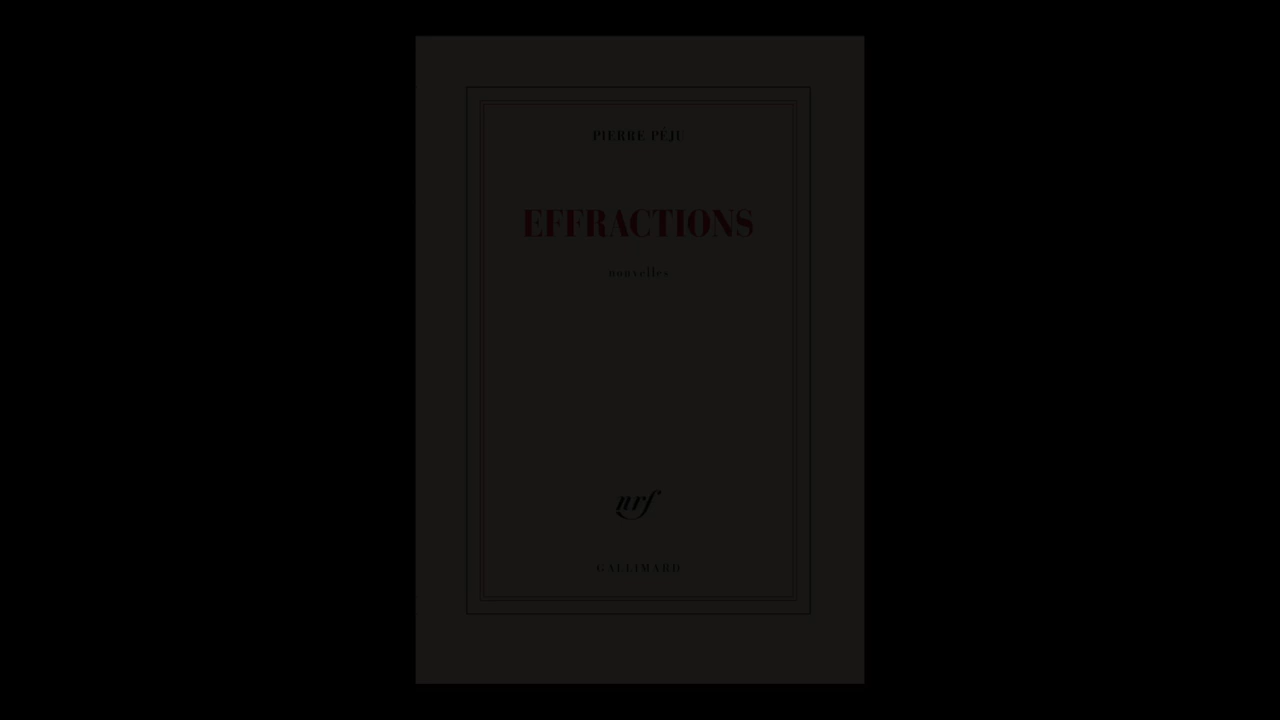 PIERRE PÉJU
EFFRACTIONS
nouvelles
nrf
GALLIMARD